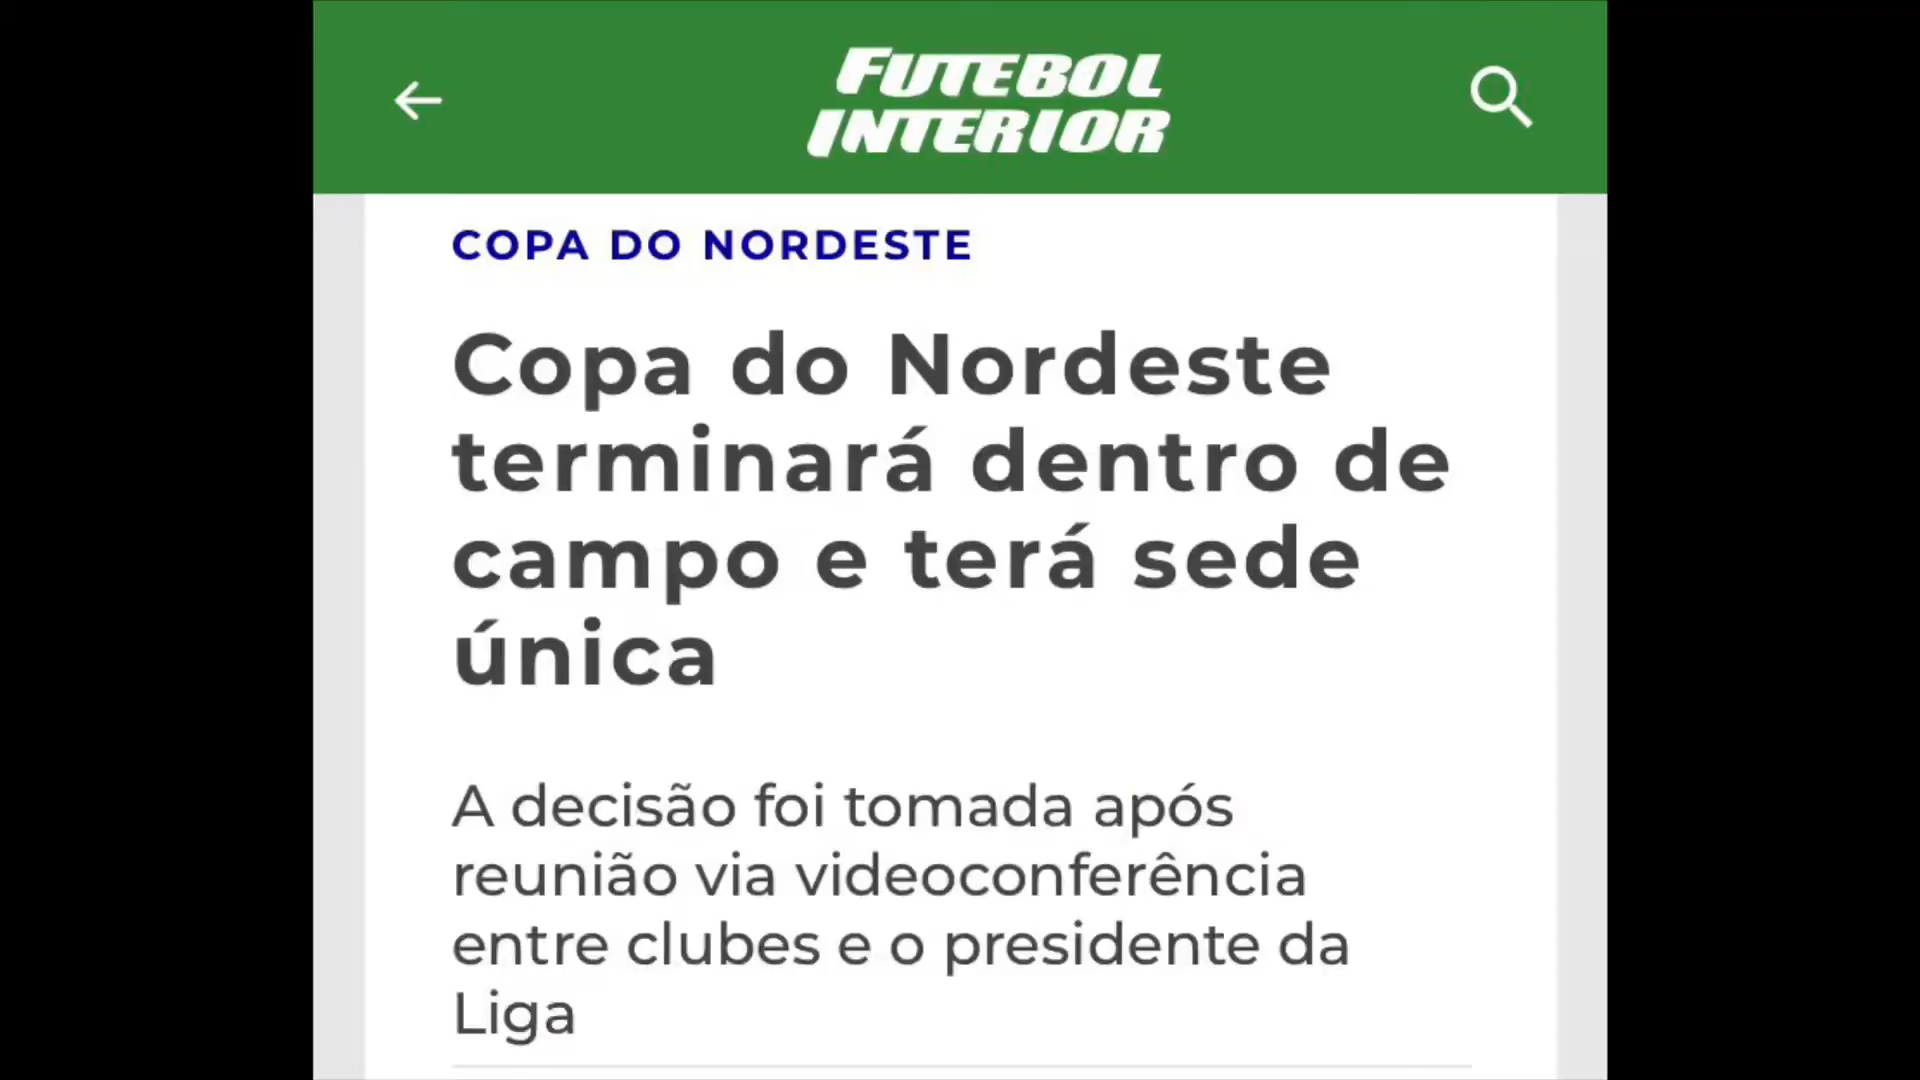 FUTEBOL
INTERIOR
COPA DO NORDESTE
Copa do Nordeste
terminará dentro de
campo e terá sede
única
A decisão foi tomada após
reunião via videoconferência
entre clubes e o presidente da
Liga